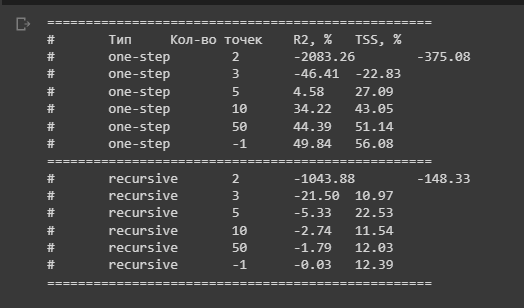 ==================================================
# Тип Кол-во точек R2, % TSS, %
# one-step 2 -2083.26 -375.08
# one-step 3 -46.41 -22.83
# one-step 5 4.58 27.09
# one-step 10 34.22 43.05
# one-step 50 44.39 51.14
# one-step -1 49.84 56.08
==================================================
# recursive 2 -1043.88 -148.33
# recursive 3 -21.50 10.97
# recursive 5 -5.33 22.53
# recursive 10 -2.74 11.54
# recursive 50 -1.79 12.03
# recursive -1 -0.03 12.39
==================================================